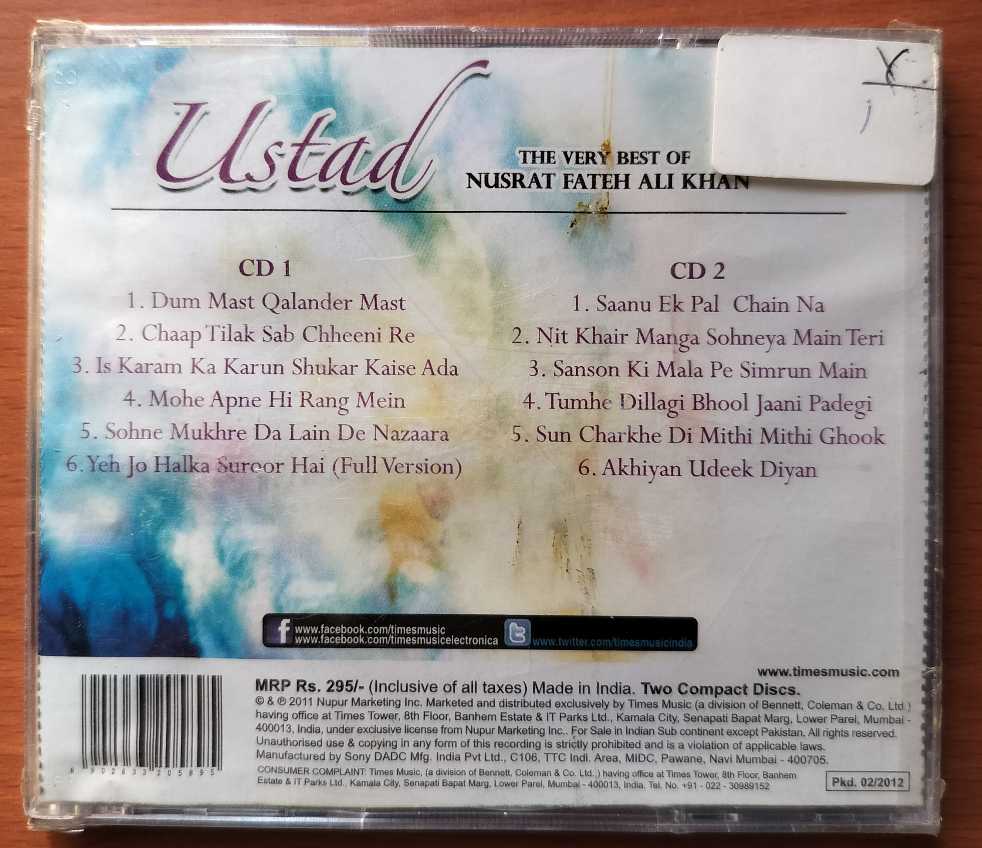 Ustad
THE VERY BEST OF
NUSRAT FATEH ALI KHAN
CD 1
1. Dum Mast Qalander Mast
2. Chaap Tilak Sab Chheeni Re
3. Is Karam Ka Karun Shukar Kaise Ada
4. Mohe Apne Hi Rang Mein
5. Sohne Mukhre Da Lain De Nazaara
6. Yeh Jo Halka Suroor Hai (Full Version)
CD 2
1. Saanu Ek Pal Chain Na
2. Nit Khair Manga Sohneya Main Teri
3. Sanson Ki Mala Pe Simrun Main
4. Tumhe Dillagi Bhool Jaani Padegi
5. Sun Charkhe Di Mithi Mithi Ghook
6. Akhiyan Udeek Diyan
f www.facebook.com/timesmusic
www.facebook.com/timesmusicelectronica
www.twitter.com/timesmusicindia
www.timesmusic.com
MRP Rs. 295/- (Inclusive of all taxes) Made in India. Two Compact Discs.
© & ℗ 2011 Nupur Marketing Inc. Marketed and distributed exclusively by Times Music (a division of Bennett, Coleman & Co. Ltd.)
having office at Times Tower, 8th Floor, Banhem Estate & IT Parks Ltd., Kamala City, Senapati Bapat Marg, Lower Parel, Mumbai -
400013, India, under exclusive license from Nupur Marketing Inc.. For Sale in Indian Sub continent except Pakistan. All rights reserved.
Unauthorised use & copying in any form of this recording is strictly prohibited and is a violation of applicable laws.
Manufactured by Sony DADC Mfg. India Pvt Ltd., C106, TTC Indl. Area, MIDC, Pawane, Navi Mumbai - 400705.
CONSUMER COMPLAINT: Times Music, (a division of Bennett, Coleman & Co. Ltd.,) having office at Times Tower, 8th Floor, Banhem
Estate & IT Parks Ltd., Kamala City, Senapati Bapat Marg, Lower Parel, Mumbai - 400013, India. Tel. No. +91 - 022 - 30989152
Pkd. 02/2012
8 902633 205895